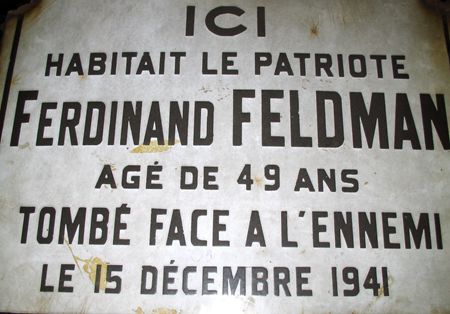 ICI
HABITAIT LE PATRIOTE
FERDINAND FELDMAN
AGÉ DE 49 ANS
TOMBÉ FACE A L'ENNEMI
LE 15 DÉCEMBRE 1941